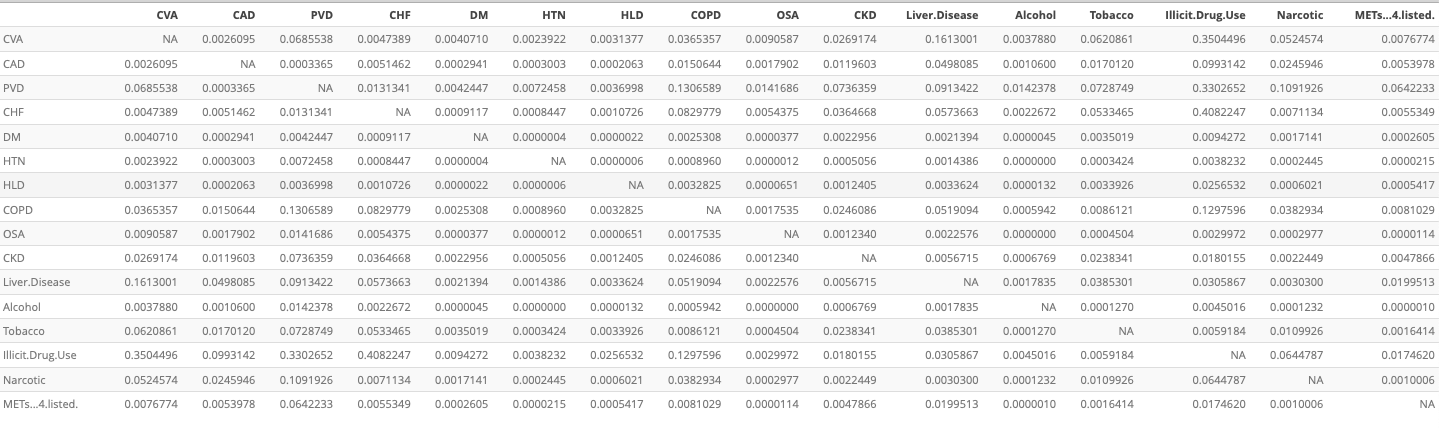 CVA CAD PVD CHF DM HTN HLD COPD OSA CKD Liver.Disease Alcohol Tobacco Illicit.Drug.Use Narcotic METs...4.listed.
CVA NA 0.0026095 0.0685538 0.0047389 0.0040710 0.0023922 0.0031377 0.0365357 0.0090587 0.0269174 0.1613001 0.0037880 0.0620861 0.3504496 0.0524574 0.0076774
CAD 0.0026095 NA 0.0003365 0.0051462 0.0002941 0.0003003 0.0002063 0.0150644 0.0017902 0.0119603 0.0498085 0.0010600 0.0170120 0.0993142 0.0245946 0.0053978
PVD 0.0685538 0.0003365 NA 0.0131341 0.0042447 0.0072458 0.0036998 0.1306589 0.0141686 0.0736359 0.0913422 0.0142378 0.0728749 0.3302652 0.1091926 0.0642233
CHF 0.0047389 0.0051462 0.0131341 NA 0.0009117 0.0008447 0.0010726 0.0829779 0.0054375 0.0364668 0.0573663 0.0022672 0.0533465 0.4082247 0.0071134 0.0055349
DM 0.0040710 0.0002941 0.0042447 0.0009117 NA 0.0000004 0.0000022 0.0025308 0.0000377 0.0022956 0.0021394 0.0000045 0.0035019 0.0094272 0.0017141 0.0002605
HTN 0.0023922 0.0003003 0.0072458 0.0008447 0.0000004 NA 0.0000006 0.0008960 0.0000012 0.0005056 0.0014386 0.0000000 0.0003424 0.0038232 0.0002445 0.0000215
HLD 0.0031377 0.0002063 0.0036998 0.0010726 0.0000022 0.0000006 NA 0.0032825 0.0000651 0.0012405 0.0033624 0.0000132 0.0033926 0.0256532 0.0006021 0.0005417
COPD 0.0365357 0.0150644 0.1306589 0.0829779 0.0025308 0.0008960 0.0032825 NA 0.0017535 0.0246086 0.0519094 0.0005942 0.0086121 0.1297596 0.0382934 0.0081029
OSA 0.0090587 0.0017902 0.0141686 0.0054375 0.0000377 0.0000012 0.0000651 0.0017535 NA 0.0012340 0.0022576 0.0000000 0.0004504 0.0029972 0.0002977 0.0000114
CKD 0.0269174 0.0119603 0.0736359 0.0364668 0.0022956 0.0005056 0.0012405 0.0246086 0.0012340 NA 0.0056715 0.0006769 0.0238341 0.0180155 0.0022449 0.0047866
Liver.Disease 0.1613001 0.0498085 0.0913422 0.0573663 0.0021394 0.0014386 0.0033624 0.0519094 0.0022576 0.0056715 NA 0.0017835 0.0385301 0.0305867 0.0030300 0.0199513
Alcohol 0.0037880 0.0010600 0.0142378 0.0022672 0.0000045 0.0000000 0.0000132 0.0005942 0.0000000 0.0006769 0.0017835 NA 0.0001270 0.0045016 0.0001232 0.0000010
Tobacco 0.0620861 0.0170120 0.0728749 0.0533465 0.0035019 0.0003424 0.0033926 0.0086121 0.0004504 0.0238341 0.0385301 0.0001270 NA 0.0059184 0.0109926 0.0016414
Illicit.Drug.Use 0.3504496 0.0993142 0.3302652 0.4082247 0.0094272 0.0038232 0.0256532 0.1297596 0.0029972 0.0180155 0.0305867 0.0045016 0.0059184 NA 0.0644787 0.0174620
Narcotic 0.0524574 0.0245946 0.1091926 0.0071134 0.0017141 0.0002445 0.0006021 0.0382934 0.0002977 0.0022449 0.0030300 0.0001232 0.0109926 0.0644787 NA 0.0010006
METs...4.listed. 0.0076774 0.0053978 0.0642233 0.0055349 0.0002605 0.0000215 0.0005417 0.0081029 0.0000114 0.0047866 0.0199513 0.0000010 0.0016414 0.0174620 0.0010006 NA